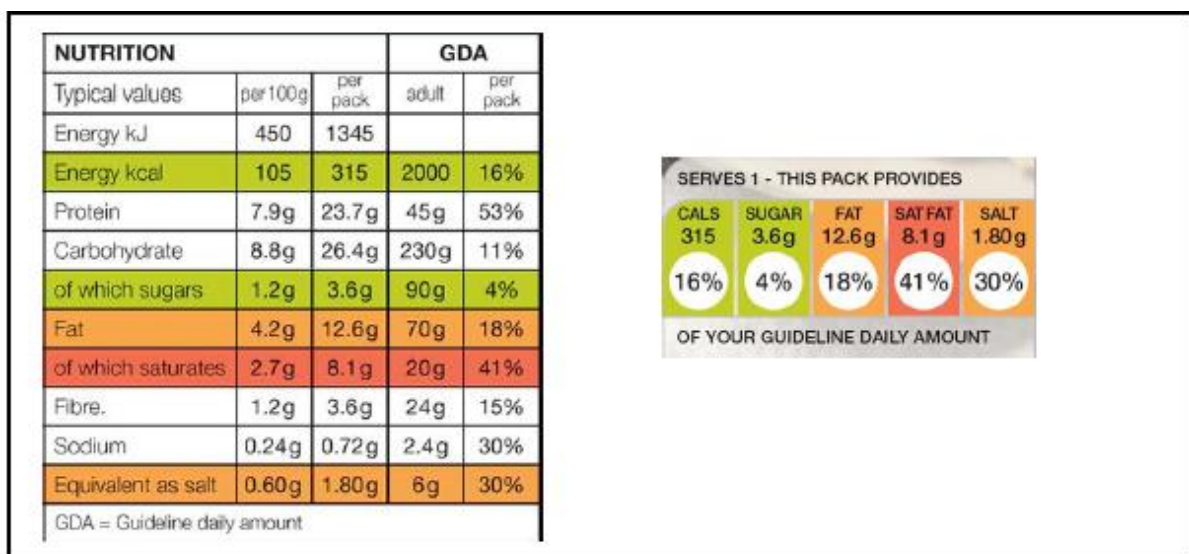 NUTRITION GDA
Typical values per 100g per pack adult per pack
Energy kJ 450 1345
Energy kcal 105 315 2000 16%
Protein 7.9g 23.7g 45g 53%
Carbohydrate 8.8g 26.4g 230g 11%
of which sugars 1.2g 3.6g 90g 4%
Fat 4.2g 12.6g 70g 18%
of which saturates 2.7g 8.1g 20g 41%
Fibre. 1.2g 3.6g 24g 15%
Sodium 0.24g 0.72g 2.4g 30%
Equivalent as salt 0.60g 1.80g 6g 30%
GDA = Guideline daily amount
SERVES 1 - THIS PACK PROVIDES
CALS SUGAR FAT SAT FAT SALT
315 3.6g 12.6g 8.1g 1.80g
16% 4% 18% 41% 30%
OF YOUR GUIDELINE DAILY AMOUNT